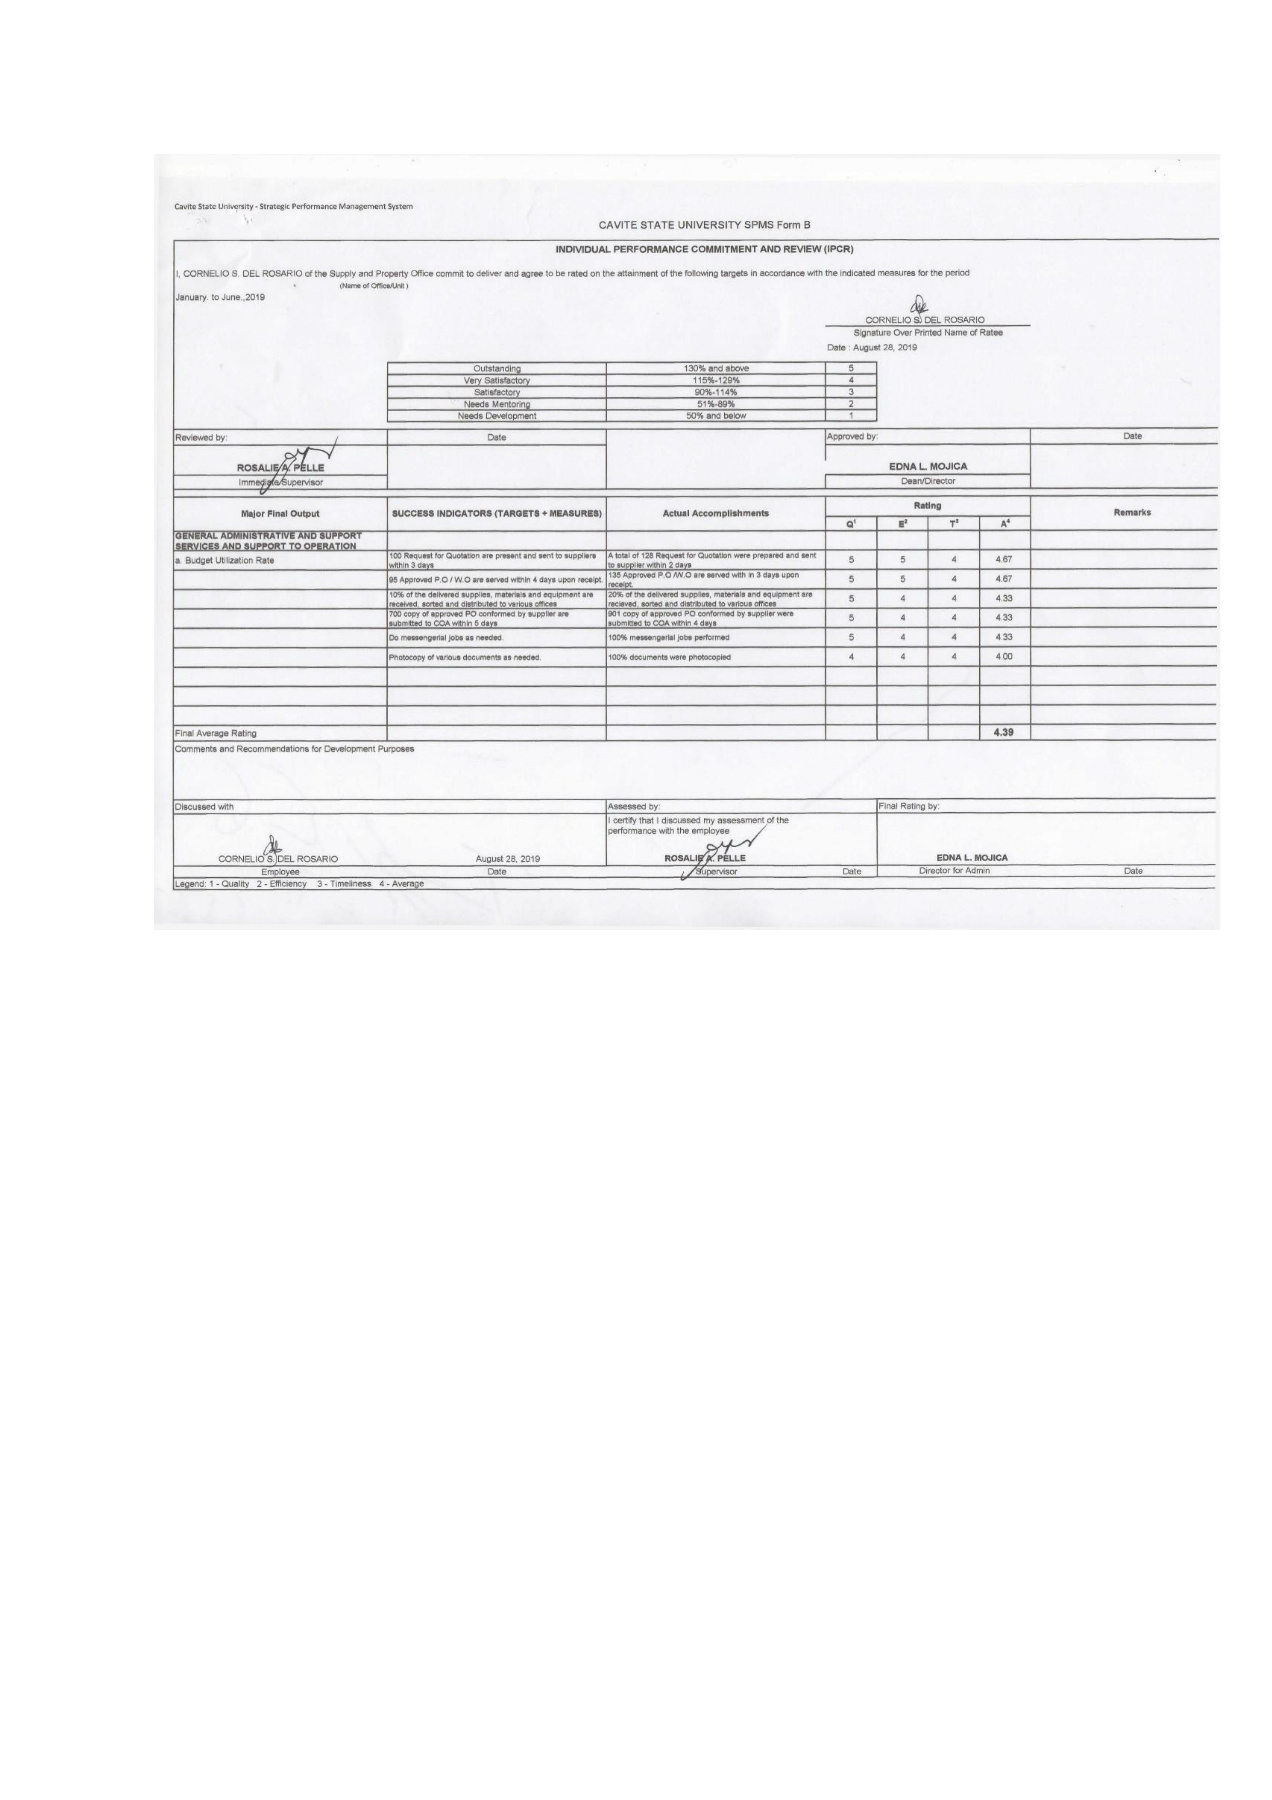 Cavite State University - Strategic Performance Management System
CAVITE STATE UNIVERSITY SPMS Form B
INDIVIDUAL PERFORMANCE COMMITMENT AND REVIEW (IPCR)
I, CORNELIO S. DEL ROSARIO of the Supply and Property Office commit to deliver and agree to be rated on the attainment of the following targets in accordance with the indicated measures for the period
(Name of Office/Unit )
January. to June.,2019
CORNELIO S. DEL ROSARIO
Signature Over Printed Name of Ratee
Date : August 28, 2019
Outstanding 130% and above 5
Very Satisfactory 115%-129% 4
Satisfactory 90%-114% 3
Needs Mentoring 51%-89% 2
Needs Development 50% and below 1
Reviewed by: Date Approved by: Date
ROSALIE A. PELLE EDNA L. MOJICA
Immediate/Supervisor Dean/Director
Major Final Output SUCCESS INDICATORS (TARGETS + MEASURES) Actual Accomplishments Rating Remarks
Q¹ E² T³ A⁴
GENERAL ADMINISTRATIVE AND SUPPORT
SERVICES AND SUPPORT TO OPERATION
a. Budget Utilization Rate
100 Request for Quotation are present and sent to suppliers
within 3 days
A total of 128 Request for Quotation were prepared and sent
to supplier within 2 days
5 5 4 4.67
95 Approved P.O / W.O are served within 4 days upon receipt.
135 Approved P.O /W.O are served with in 3 days upon
receipt.
5 5 4 4.67
10% of the delivered supplies, materials and equipment are
received, sorted and distributed to various offices
20% of the delivered supplies, materials and equipment are
recieved, sorted and distributed to various offices
5 4 4 4.33
700 copy of approved PO conformed by supplier are
submitted to COA within 5 days
901 copy of approved PO conformed by supplier were
submitted to COA within 4 days
5 4 4 4.33
Do messengerial jobs as needed. 100% messengerial jobs performed 5 4 4 4.33
Photocopy of various documents as needed. 100% documents were photocopied 4 4 4 4.00
Final Average Rating 4.39
Comments and Recommendations for Development Purposes
Discussed with Assessed by: Final Rating by:
I certify that I discussed my assessment of the
performance with the employee
CORNELIO S. DEL ROSARIO August 28, 2019 ROSALIE A. PELLE EDNA L. MOJICA
Employee Date Supervisor Date Director for Admin Date
Legend: 1 - Quality 2 - Efficiency 3 - Timeliness 4 - Average